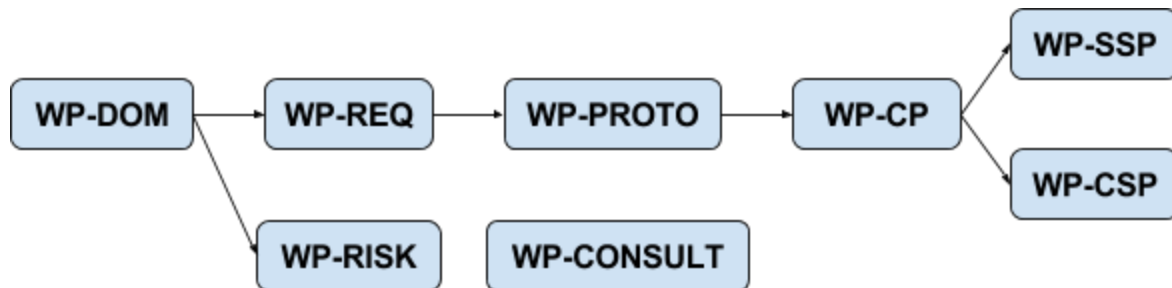 WP-SSP
WP-DOM
WP-REQ
WP-PROTO
WP-CP
WP-CSP
WP-RISK
WP-CONSULT